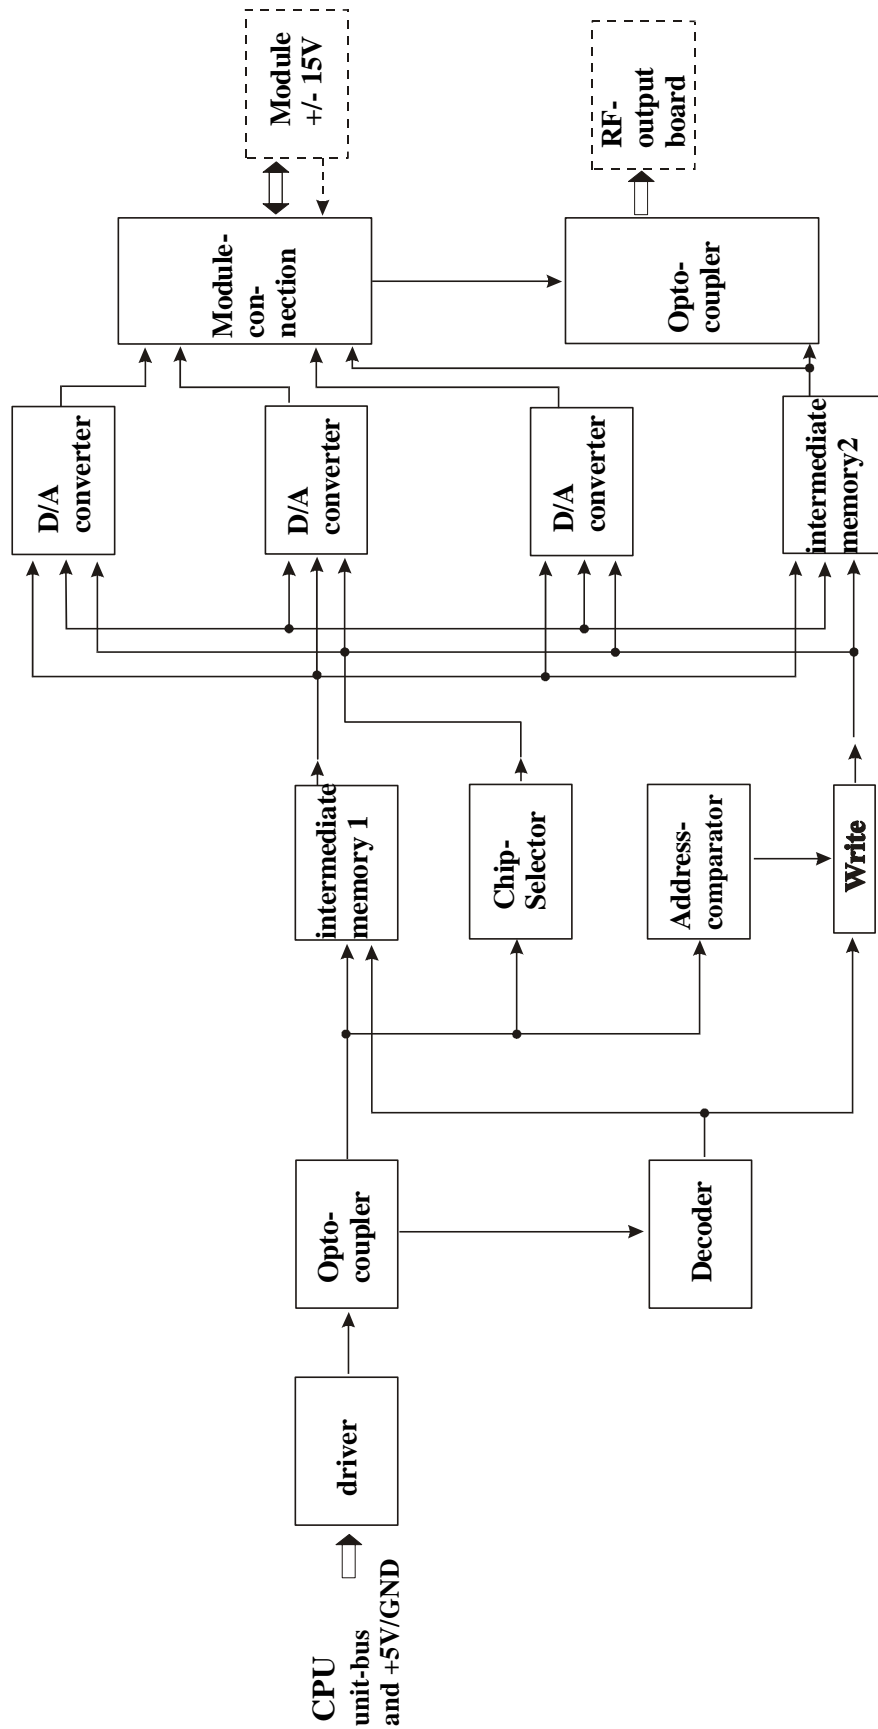 CPU
unit-bus
and +5V/GND
driver
Opto-
coupler
Decoder
intermediate
memory 1
Chip-
Selector
Address-
comparator
Write
D/A
converter
D/A
converter
D/A
converter
intermediate
memory2
Module-
con-
nection
Opto-
coupler
Module
+/- 15V
RF-
output
board